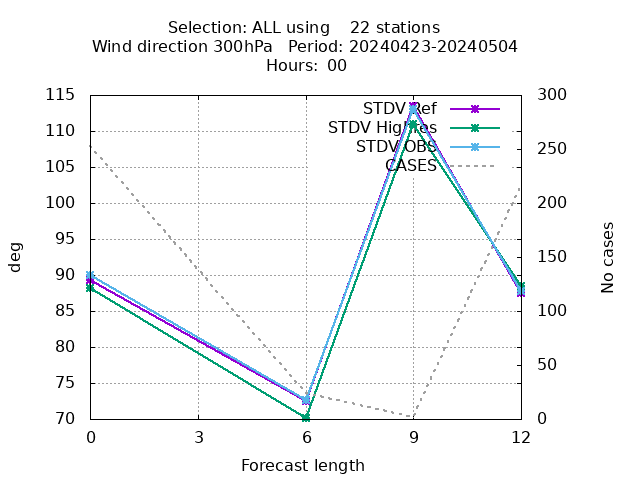 Selection: ALL using 22 stations
Wind direction 300hPa Period: 20240423-20240504
Hours: 00
115
110
105
100
95
90
85
80
75
70
300
250
200
150
100
50
0
deg
No cases
STDV Ref
STDV HighRes
STDV OBS
CASES
0 3 6 9 12
Forecast length